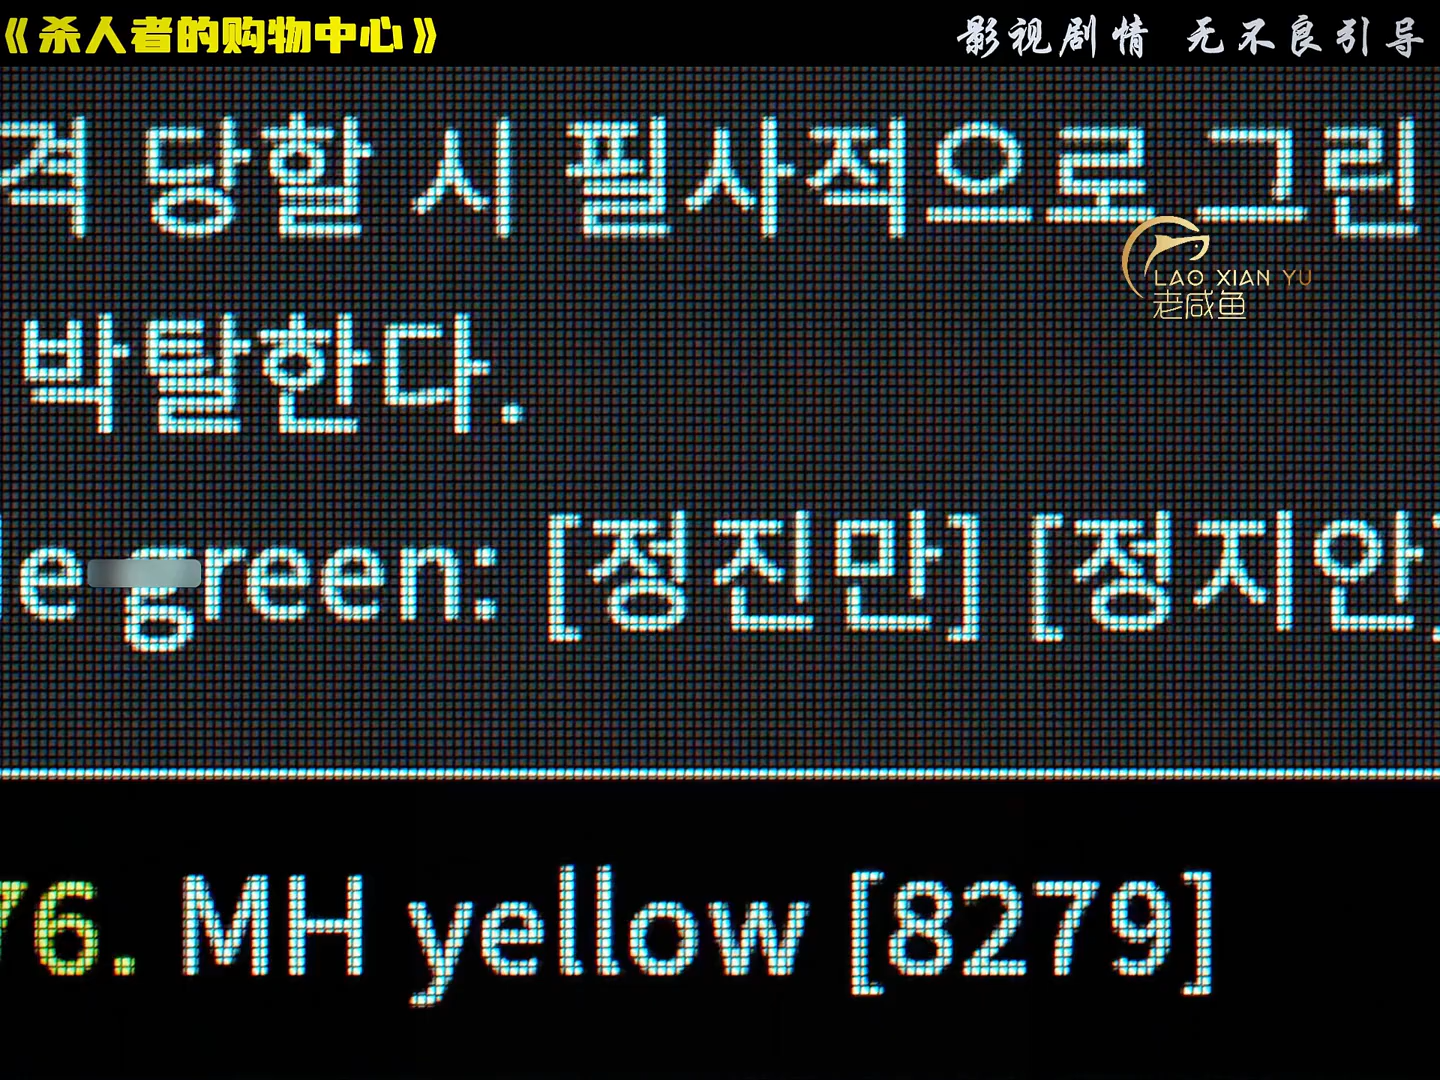 《杀人者的购物中心》
影视剧情 无不良引导
격 당할 시 필사적으로 그린
LAO XIAN YU
老咸鱼
박탈한다.
e green: [정진만] [정지안]
76. MH yellow [8279]